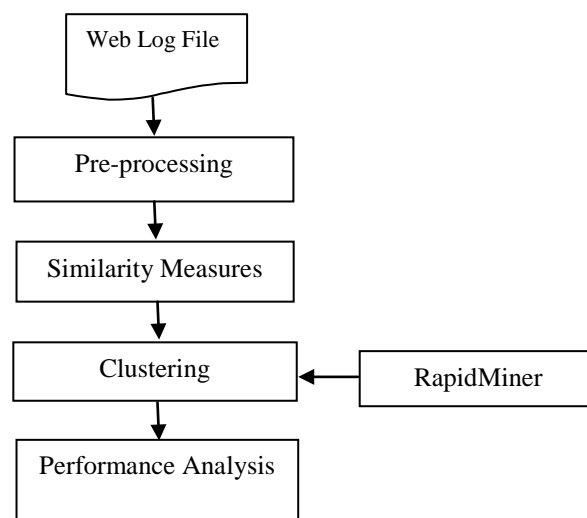 Web Log File
Pre-processing
Similarity Measures
Clustering
RapidMiner
Performance Analysis